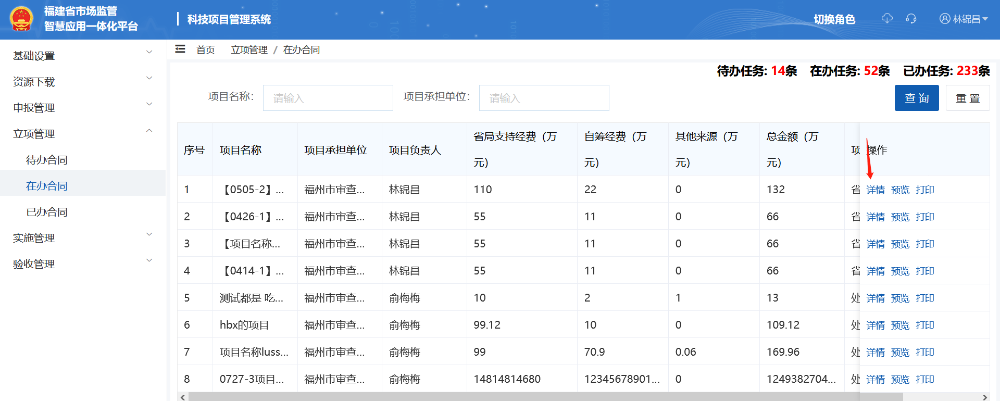 福建省市场监管
智慧应用一体化平台
科技项目管理系统
切换角色
林锦昌
基础设置
资源下载
申报管理
立项管理
待办合同
在办合同
已办合同
实施管理
验收管理
首页 立项管理 / 在办合同
待办任务: 14条 在办任务: 52条 已办任务: 233条
项目名称: 请输入 项目承担单位: 请输入 查 询 重 置
序号 项目名称 项目承担单位 项目负责人 省局支持经费（万元） 自筹经费（万元） 其他来源（万元） 总金额（万元） 项 操作
1 【0505-2】... 福州市审查... 林锦昌 110 22 0 132 省 详情 预览 打印
2 【0426-1】... 福州市审查... 林锦昌 55 11 0 66 省 详情 预览 打印
3 【项目名称... 福州市审查... 林锦昌 55 11 0 66 省 详情 预览 打印
4 【0414-1】... 福州市审查... 林锦昌 55 11 0 66 省 详情 预览 打印
5 测试都是 吃... 福州市审查... 俞梅梅 10 2 1 13 处 详情 预览 打印
6 hbx的项目 福州市审查... 俞梅梅 99.12 10 0 109.12 处 详情 预览 打印
7 项目名称luss... 福州市审查... 俞梅梅 99 70.9 0.06 169.96 处 详情 预览 打印
8 0727-3项目... 福州市审查... 俞梅梅 14814814680 12345678901... 0 1249382704... 处 详情 预览 打印